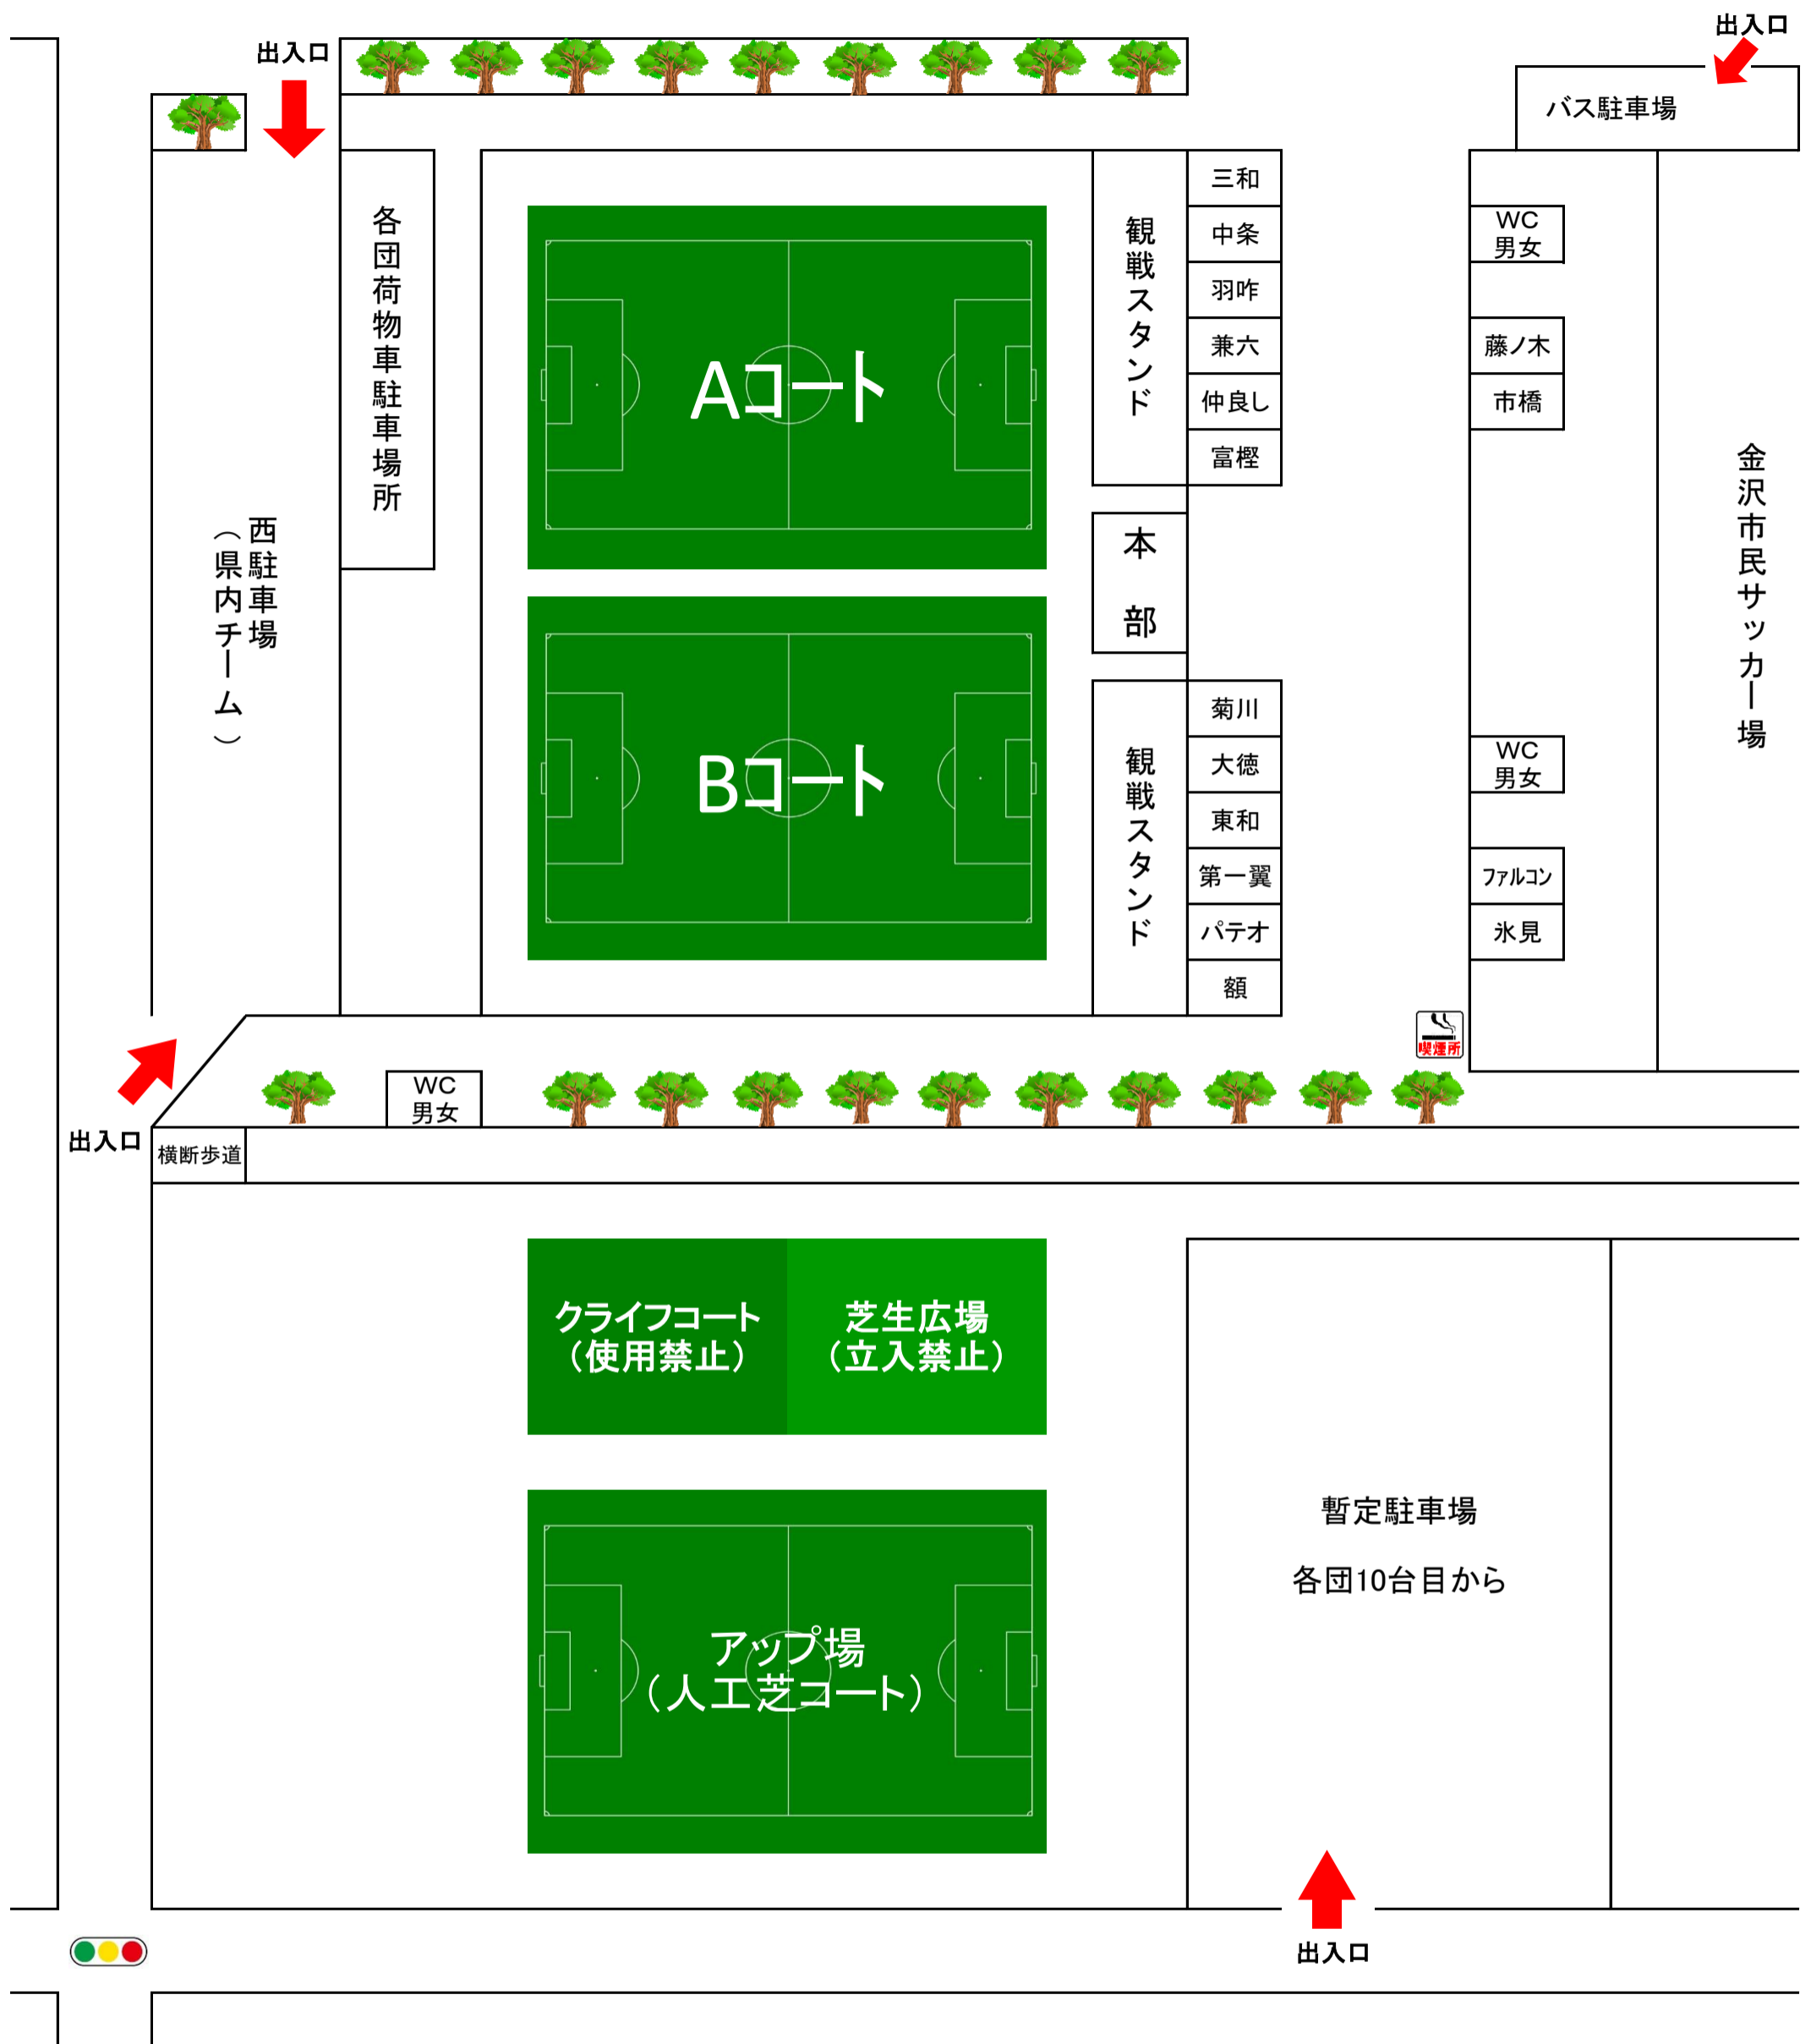 出入口
出入口
バス駐車場
各団荷物車駐車場所
西駐車場
（県内チーム）
Aコート
観戦スタンド
三和
中条
羽咋
兼六
仲良し
富樫
本部
WC
男女
藤ノ木
市橋
金沢市民サッカー場
Bコート
観戦スタンド
菊川
大徳
東和
第一翼
パテオ
額
WC
男女
ファルコン
氷見
喫煙所
WC
男女
出入口
横断歩道
クライフコート
（使用禁止）
芝生広場
（立入禁止）
アップ場
（人工芝コート）
暫定駐車場
各団10台目から
出入口